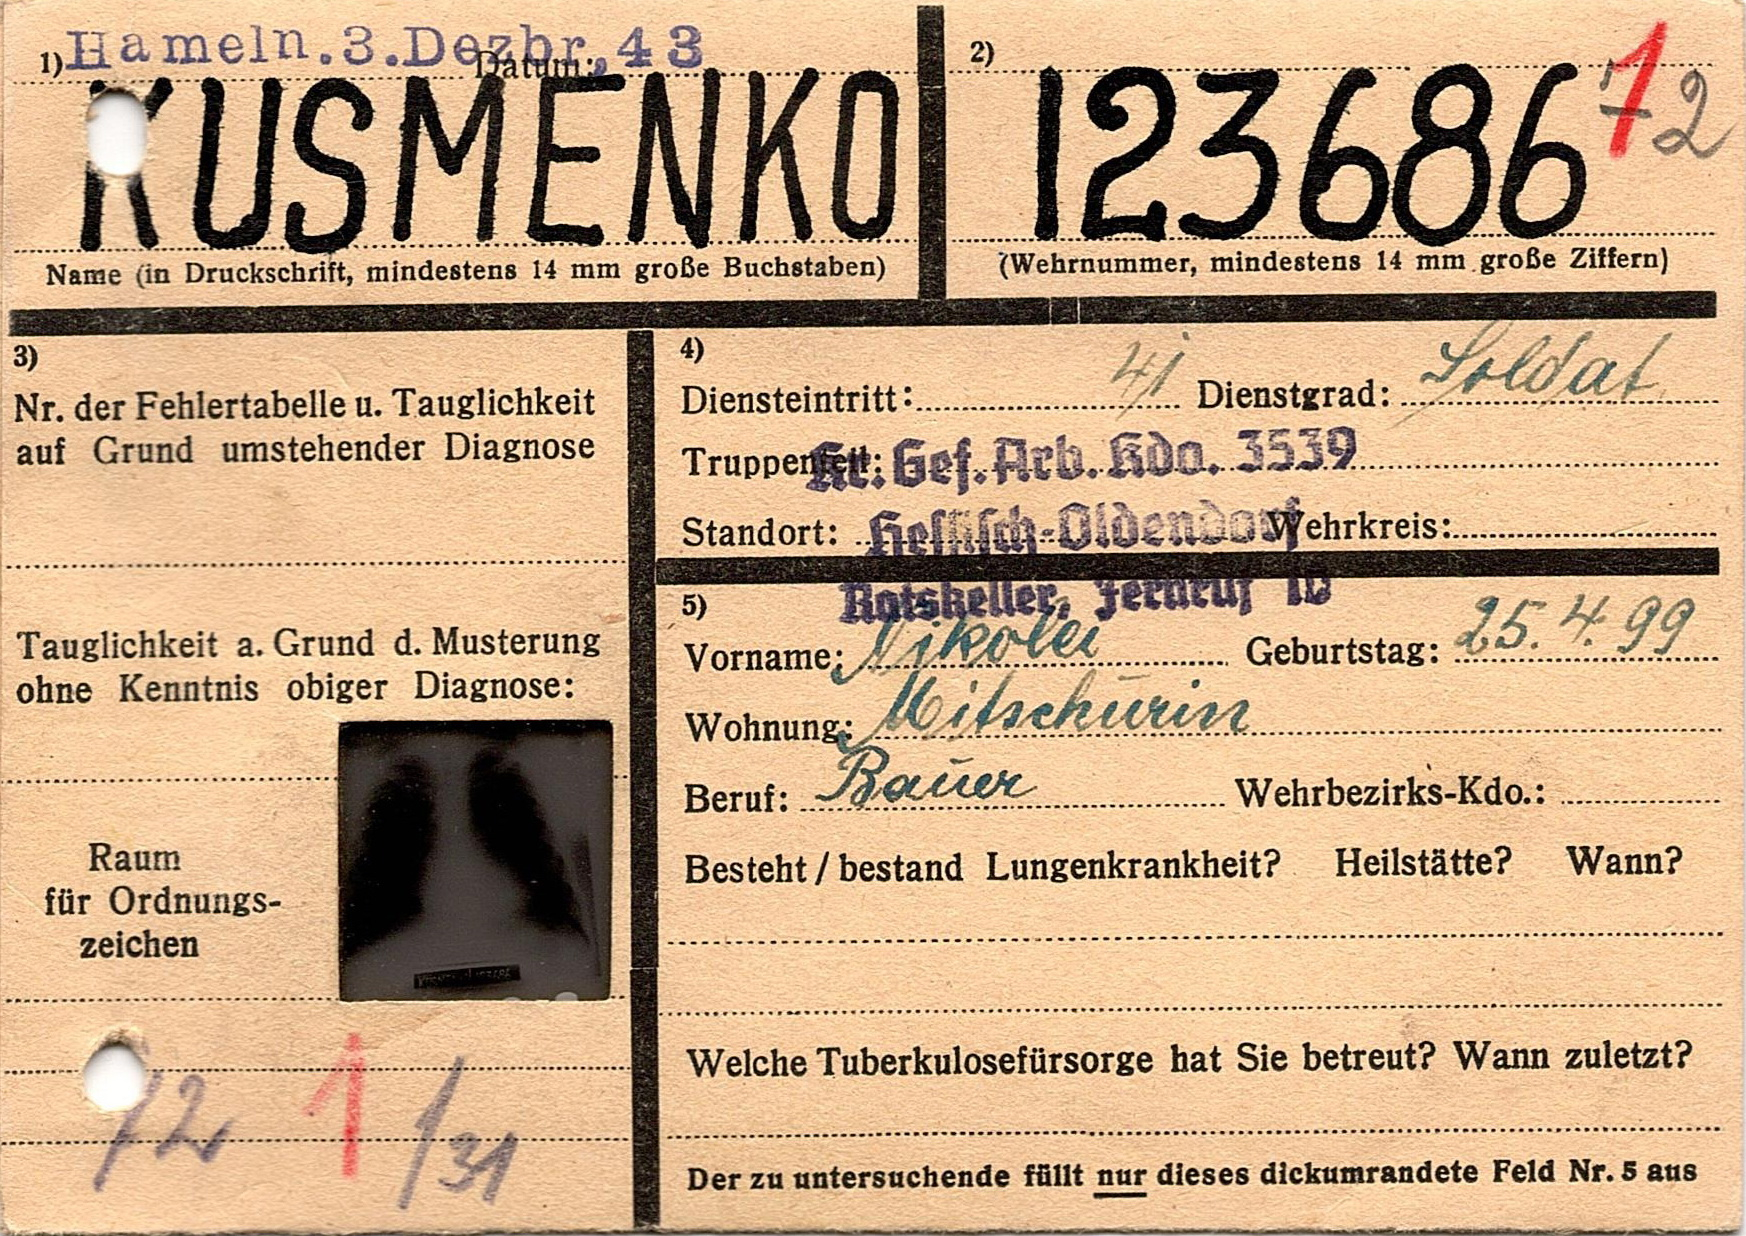 1) Hameln.3.Dezbr.43
Datum:
KUSMENKO
Name (in Druckschrift, mindestens 14 mm große Buchstaben)
2)
123686
1
72
(Wehrnummer, mindestens 14 mm große Ziffern)
3)
Nr. der Fehlertabelle u. Tauglichkeit
auf Grund umstehender Diagnose
Tauglichkeit a. Grund d. Musterung
ohne Kenntnis obiger Diagnose:
Raum
für Ordnungs-
zeichen
72 1 /31
4)
Diensteintritt: 41 Dienstgrad: Soldat
Truppenteil: Kr. Gef. Arb. Kdo. 3539
Standort: Hessisch-Oldendorf Wehrkreis:
Ratskeller, Fernruf 10
5)
Vorname: Nikolei Geburtstag: 25.4.99
Wohnung: Mitschurin
Beruf: Bauer Wehrbezirks-Kdo.:
Besteht / bestand Lungenkrankheit? Heilstätte? Wann?
Welche Tuberkulosefürsorge hat Sie betreut? Wann zuletzt?
Der zu untersuchende füllt nur dieses dickumrandete Feld Nr. 5 aus